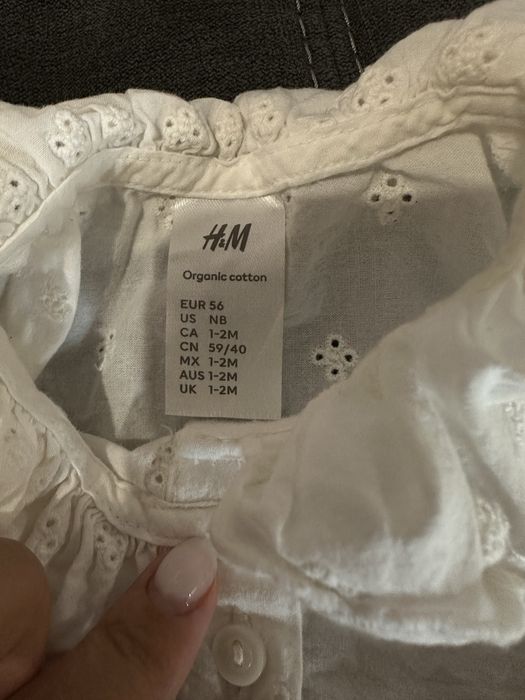 H&M
Organic cotton
EUR 56
US NB
CA 1-2M
CN 59/40
MX 1-2M
AUS 1-2M
UK 1-2M